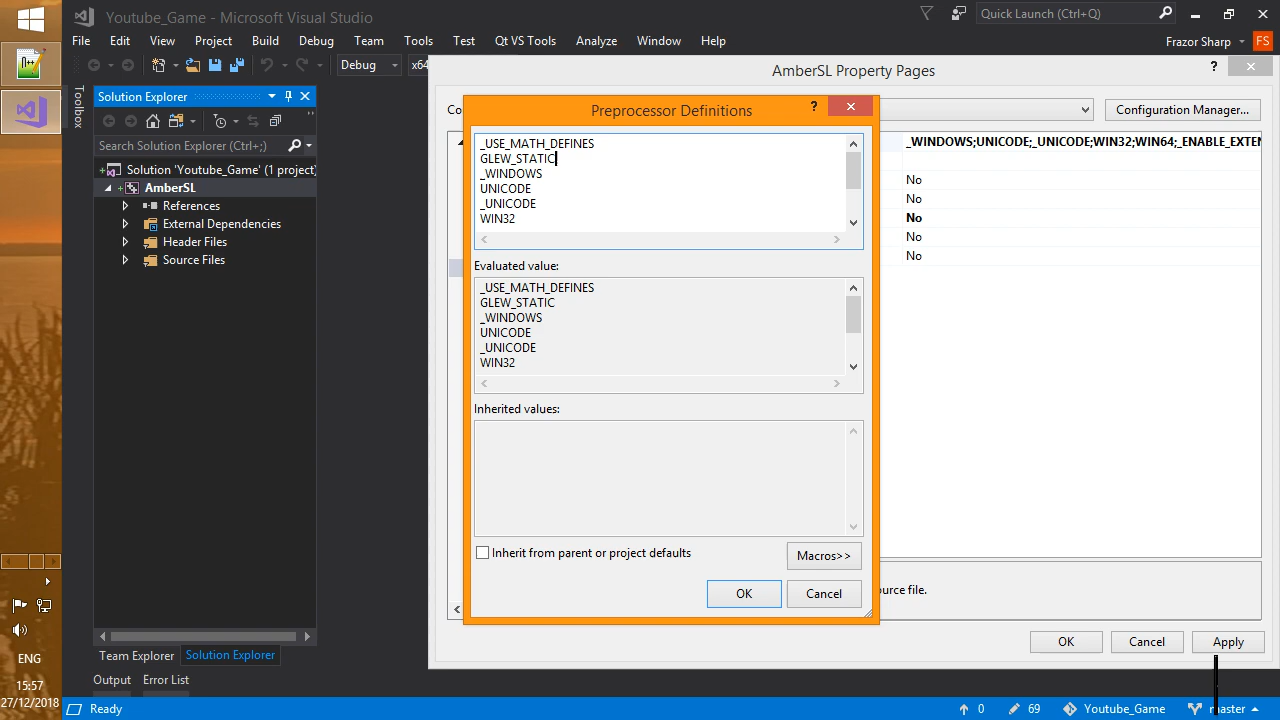 Youtube_Game - Microsoft Visual Studio
Quick Launch (Ctrl+Q)
File Edit View Project Build Debug Team Tools Test Qt VS Tools Analyze Window Help
Frazor Sharp FS
Debug x64
Toolbox
Solution Explorer
Search Solution Explorer (Ctrl+;)
Solution 'Youtube_Game' (1 project)
AmberSL
References
External Dependencies
Header Files
Source Files
Team Explorer Solution Explorer
Output Error List
AmberSL Property Pages
?
Co
Configuration Manager...
_WINDOWS;UNICODE;_UNICODE;WIN32;WIN64;_ENABLE_EXTEN
No
No
No
No
No
urce file.
OK Cancel Apply
Preprocessor Definitions
?
_USE_MATH_DEFINES
GLEW_STATIC
_WINDOWS
UNICODE
_UNICODE
WIN32
Evaluated value:
_USE_MATH_DEFINES
GLEW_STATIC
_WINDOWS
UNICODE
_UNICODE
WIN32
Inherited values:
Inherit from parent or project defaults
Macros>>
OK Cancel
ENG
15:57
27/12/2018
Ready
0 69 Youtube_Game master